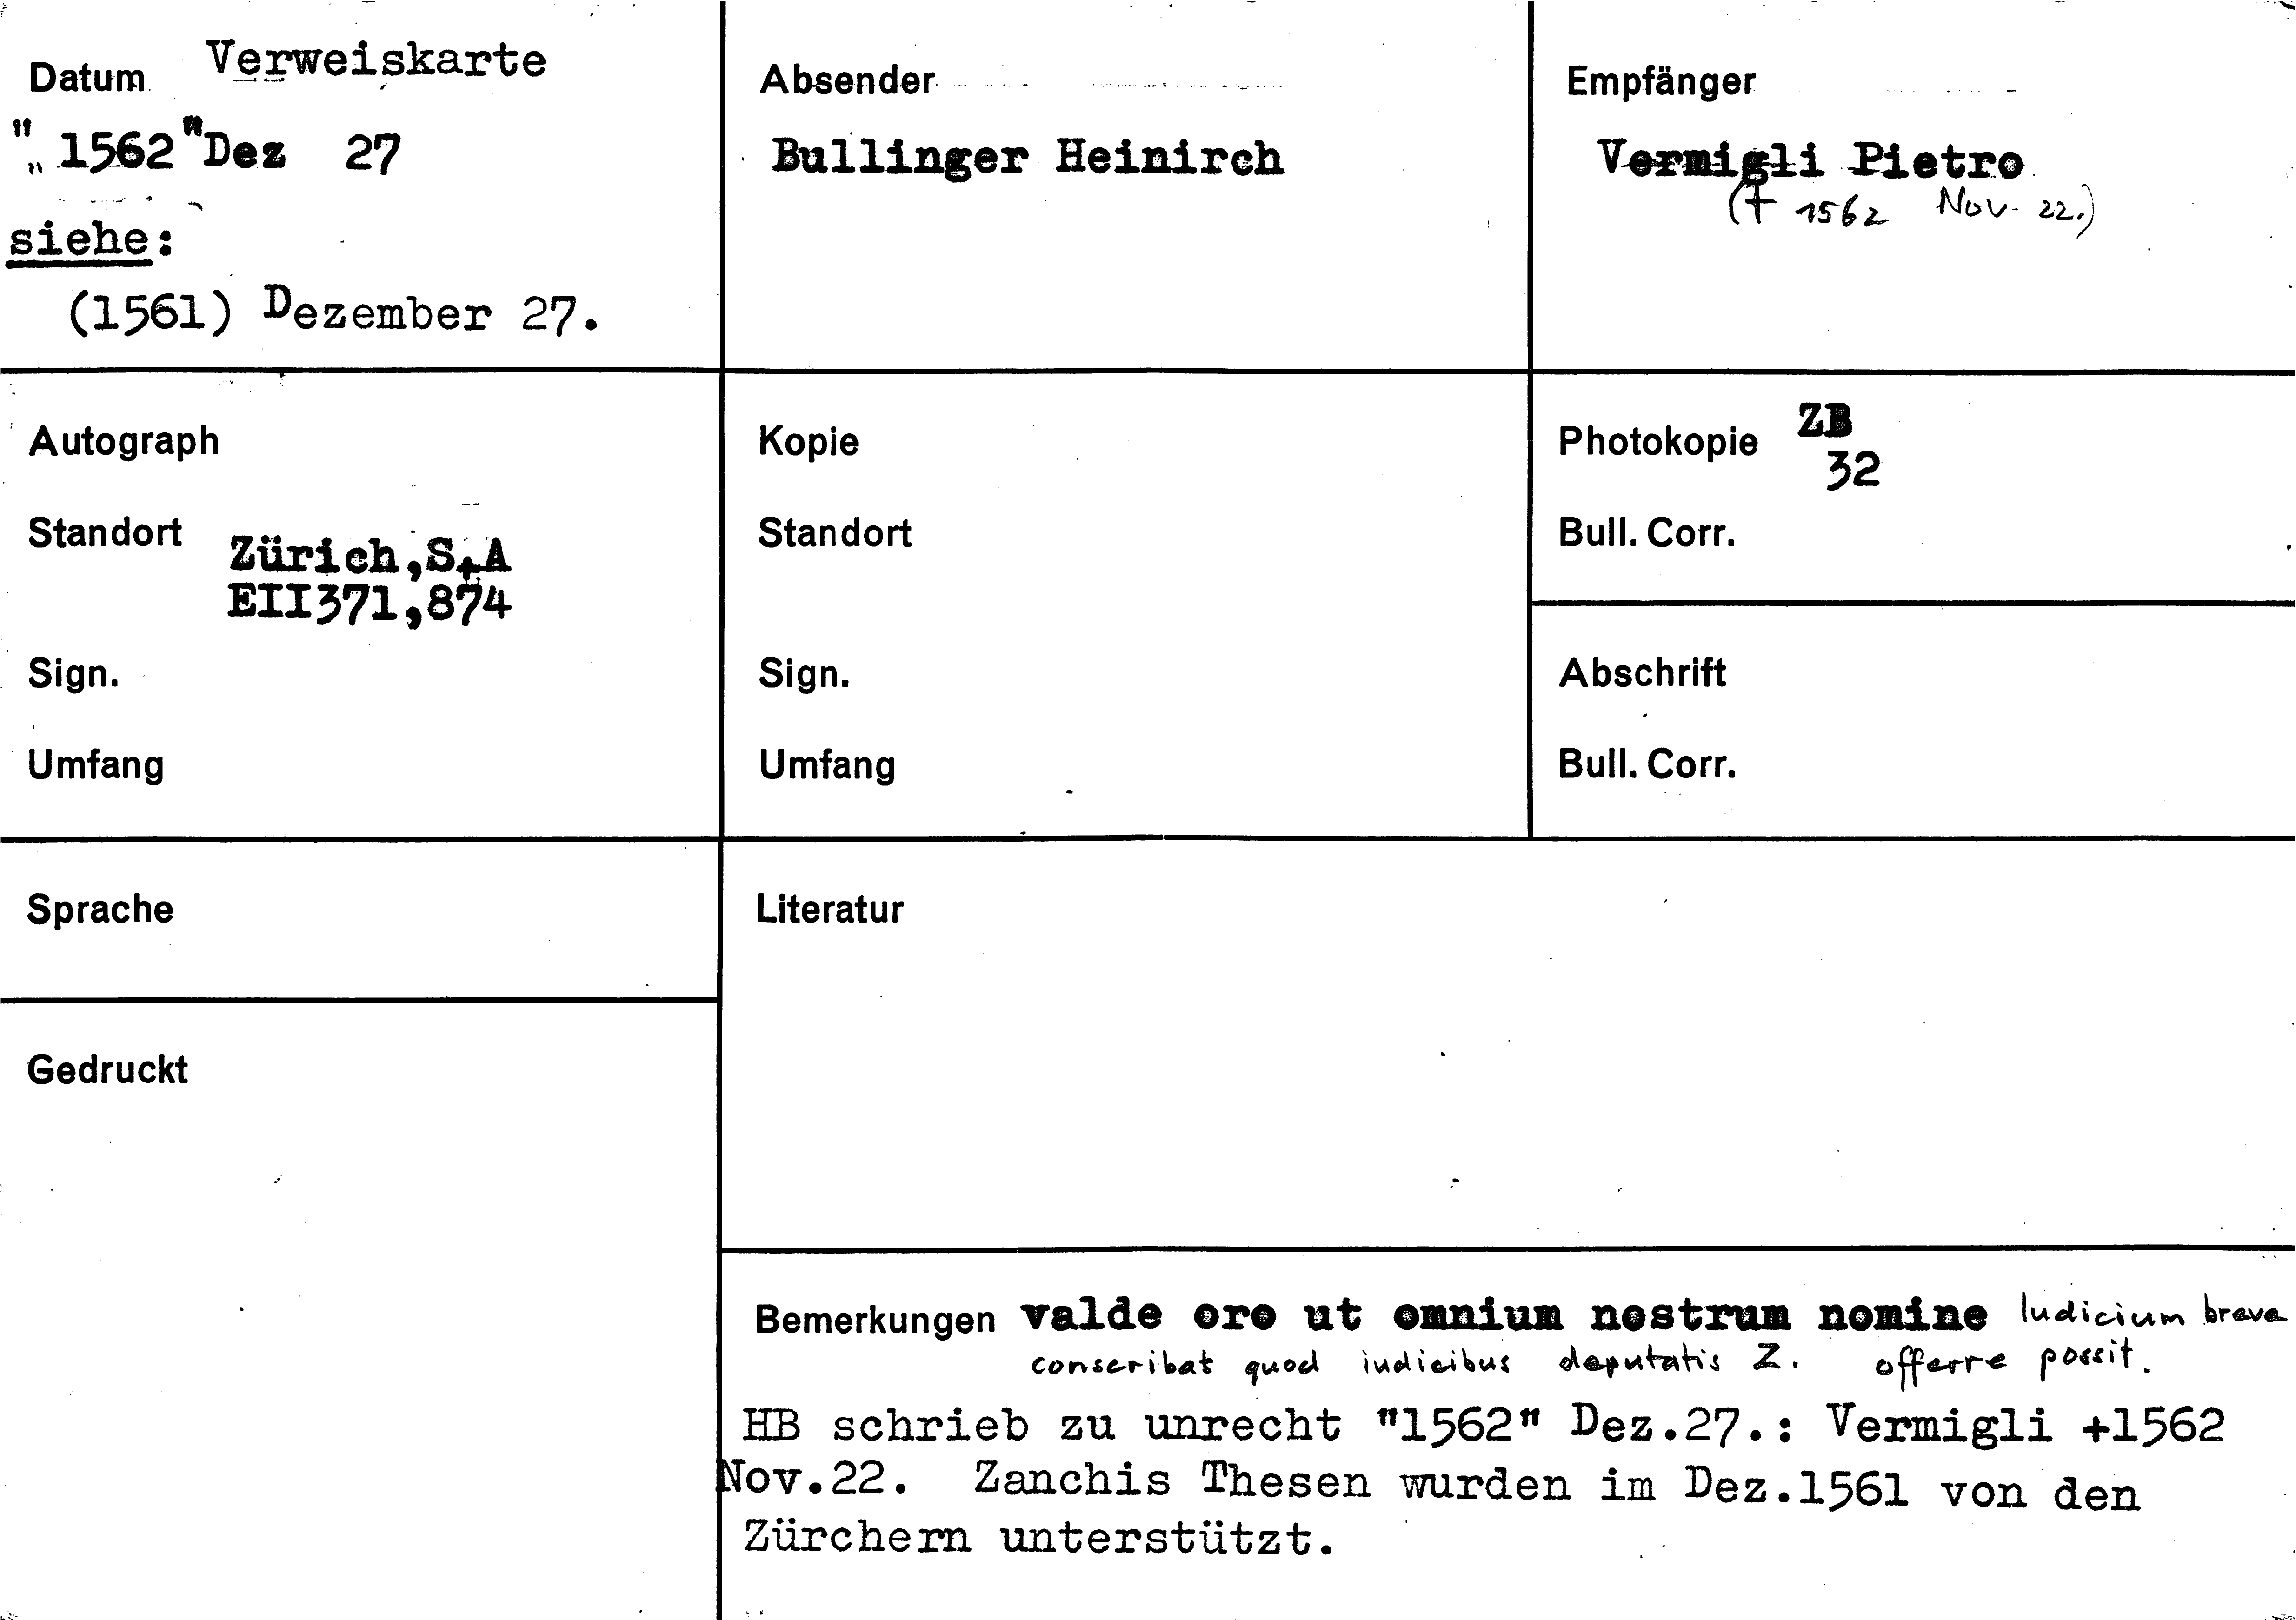 Datum Verweiskarte
"„ 1562" Dez 27
siehe:
(1561) Dezember 27.
Absender
Bullinger Heinirch
Empfänger
Vermigli Pietro
(† 1562 Nov. 22.)
Autograph
Standort Zürich, StA
EII371,874
Sign.
Umfang
Kopie
Standort
Sign.
Umfang
Photokopie ZB
32
Bull. Corr.
Abschrift
Bull. Corr.
Sprache
Gedruckt
Literatur
Bemerkungen valde oro ut omnium nostrum nomine Iudicium breve
conscribat quod iudicibus deputatis Z. offerre possit.
HB schrieb zu unrecht "1562" Dez.27.: Vermigli +1562
Nov.22. Zanchis Thesen wurden im Dez.1561 von den
Zürchern unterstützt.